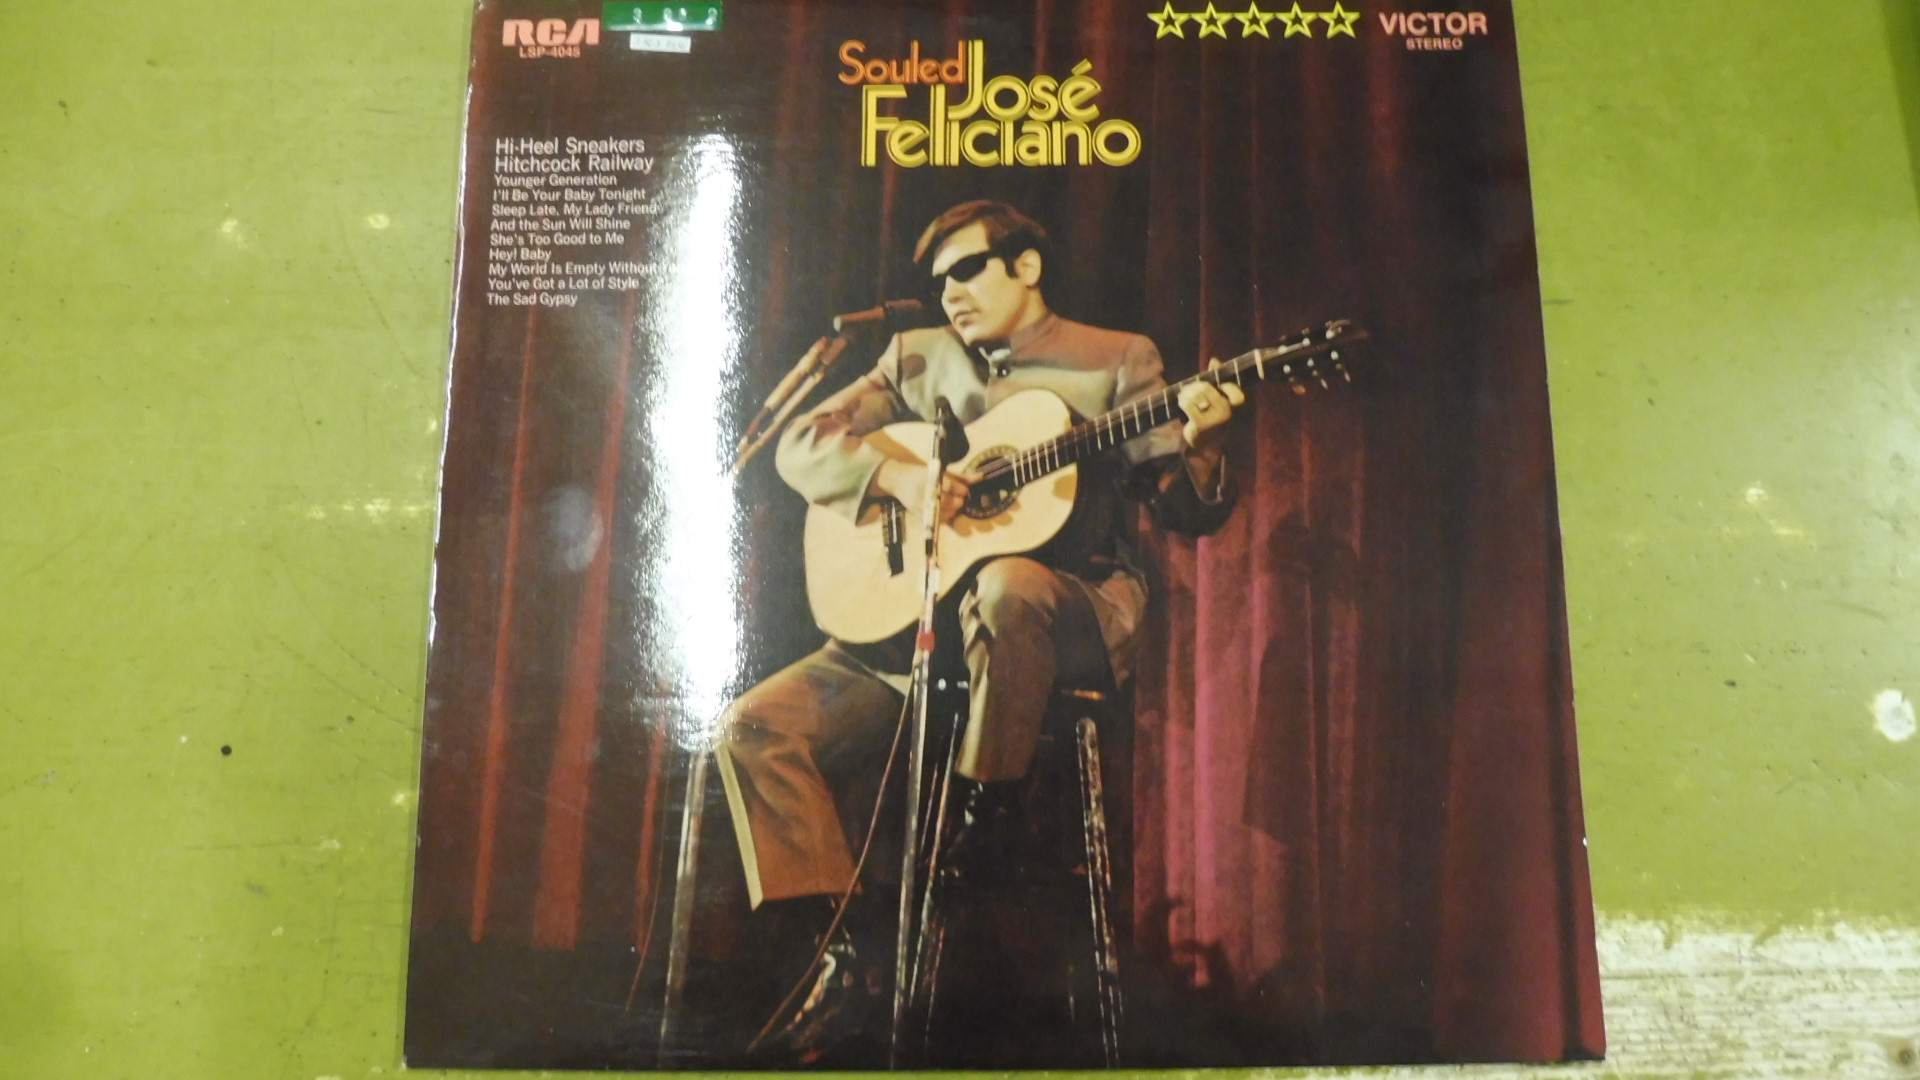 RCA
LSP-4045
VICTOR
STEREO
Souled
José
Feliciano
Hi-Heel Sneakers
Hitchcock Railway
Younger Generation
I'll Be Your Baby Tonight
Sleep Late, My Lady Friend
And the Sun Will Shine
She's Too Good to Me
Hey! Baby
My World Is Empty Without
You've Got a Lot of Style
The Sad Gypsy